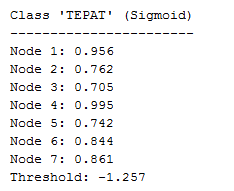 Class 'TEPAT' (Sigmoid)
-----------------------
Node 1: 0.956
Node 2: 0.762
Node 3: 0.705
Node 4: 0.995
Node 5: 0.742
Node 6: 0.844
Node 7: 0.861
Threshold: -1.257